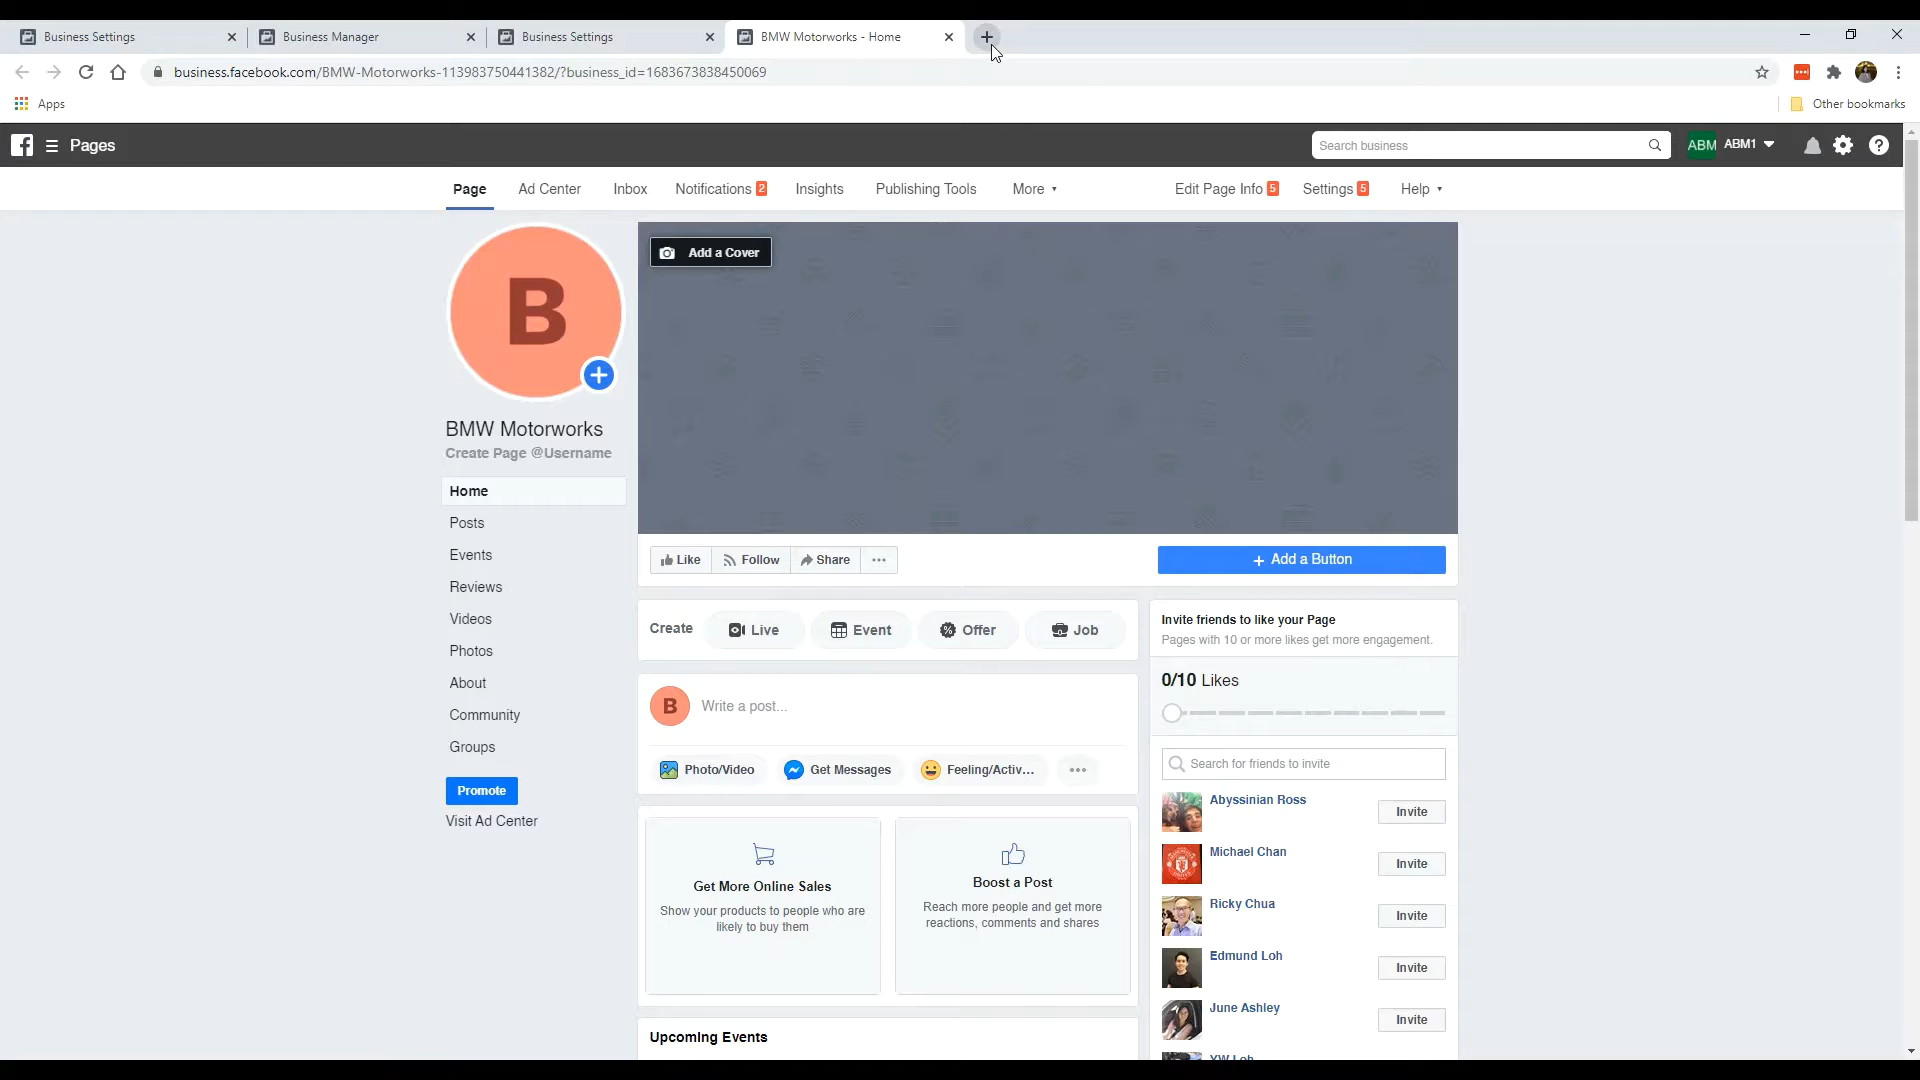 Business Settings
Business Manager
Business Settings
BMW Motorworks - Home
business.facebook.com/BMW-Motorworks-113983750441382/?business_id=1683673838450069
Apps
Other bookmarks
Pages
Search business
ABM
ABM1
Page
Ad Center
Inbox
Notifications 2
Insights
Publishing Tools
More
Edit Page Info 5
Settings 5
Help
Add a Cover
B
BMW Motorworks
Create Page @Username
Home
Posts
Events
Reviews
Videos
Photos
About
Community
Groups
Promote
Visit Ad Center
Like
Follow
Share
+ Add a Button
Create
Live
Event
Offer
Job
B
Write a post...
Photo/Video
Get Messages
Feeling/Activ...
Get More Online Sales
Show your products to people who are
likely to buy them
Boost a Post
Reach more people and get more
reactions, comments and shares
Upcoming Events
Invite friends to like your Page
Pages with 10 or more likes get more engagement.
0/10 Likes
Search for friends to invite
Abyssinian Ross
Invite
Michael Chan
Invite
Ricky Chua
Invite
Edmund Loh
Invite
June Ashley
Invite